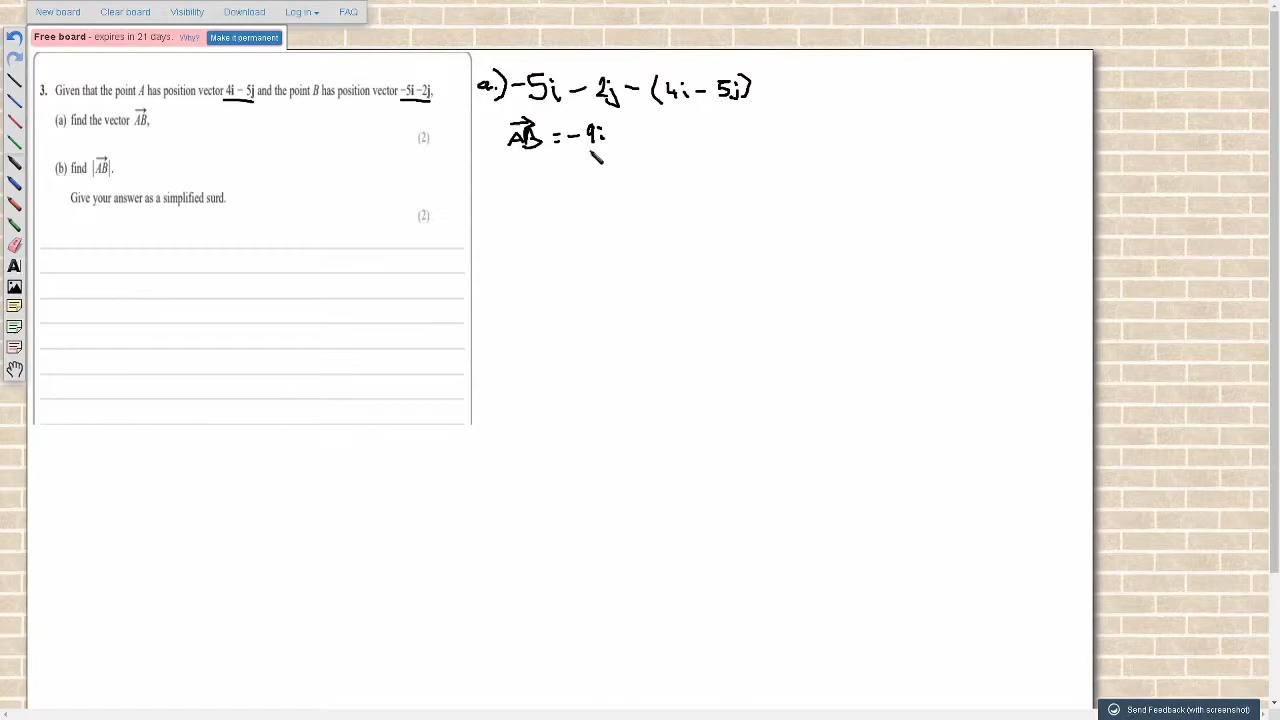 New board Clear board Visibility Download Log in FAQ
Free board - expires in 21 days. Why? Make it permanent
3. Given that the point A has position vector 4i − 5j and the point B has position vector −5i −2j,
(a) find the vector AB⃗,
(2)
(b) find |AB⃗|.
Give your answer as a simplified surd.
(2)
a.) -5i - 2j - (4i - 5j)
AB⃗ = -9i
A
Send Feedback (with screenshot)